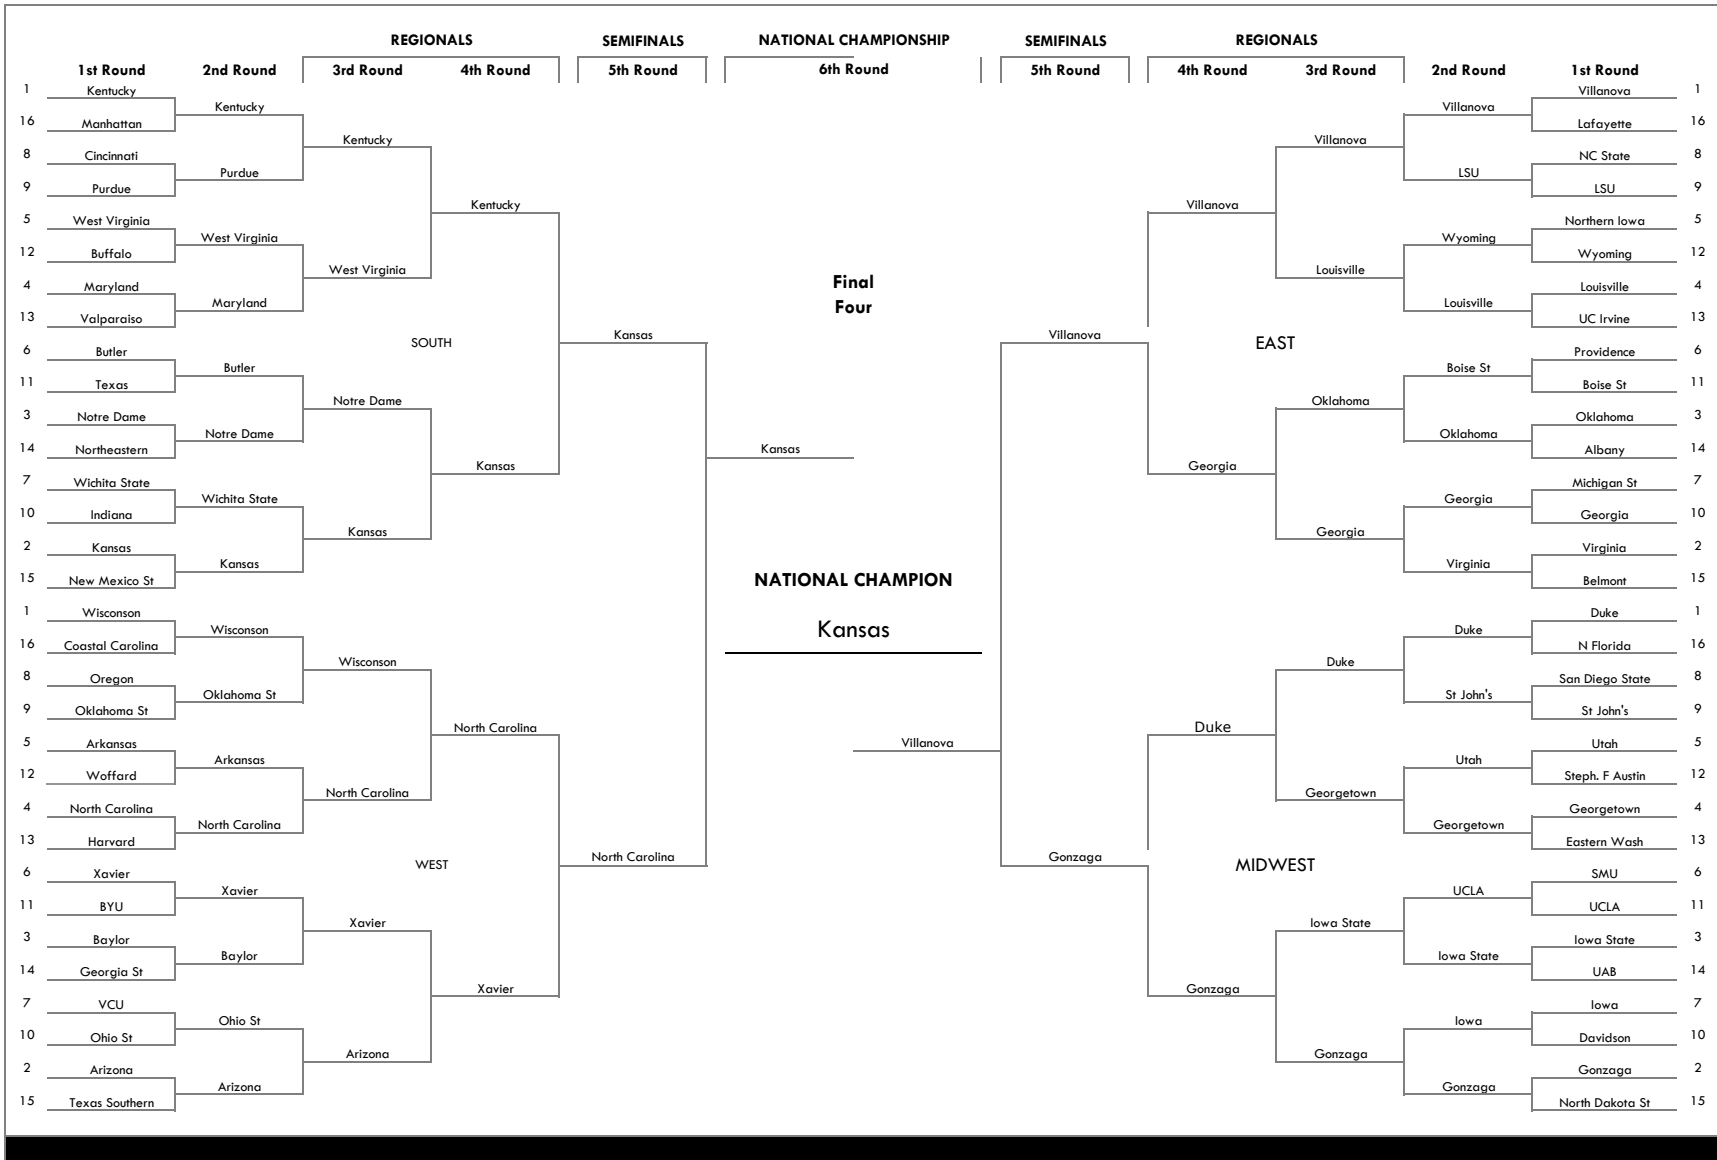 REGIONALS SEMIFINALS NATIONAL CHAMPIONSHIP SEMIFINALS REGIONALS
1st Round 2nd Round 3rd Round 4th Round 5th Round 6th Round 5th Round 4th Round 3rd Round 2nd Round 1st Round
1 Kentucky
16 Manhattan
8 Cincinnati
9 Purdue
5 West Virginia
12 Buffalo
4 Maryland
13 Valparaiso
6 Butler
11 Texas
3 Notre Dame
14 Northeastern
7 Wichita State
10 Indiana
2 Kansas
15 New Mexico St
1 Wisconson
16 Coastal Carolina
8 Oregon
9 Oklahoma St
5 Arkansas
12 Woffard
4 North Carolina
13 Harvard
6 Xavier
11 BYU
3 Baylor
14 Georgia St
7 VCU
10 Ohio St
2 Arizona
15 Texas Southern
Kentucky
Purdue
West Virginia
Maryland
Butler
Notre Dame
Wichita State
Kansas
Wisconson
Oklahoma St
Arkansas
North Carolina
Xavier
Baylor
Ohio St
Arizona
Kentucky
West Virginia
Notre Dame
Kansas
Wisconson
North Carolina
Xavier
Arizona
Kentucky
SOUTH
Kansas
North Carolina
WEST
Xavier
Kansas
North Carolina
Final
Four
Kansas
NATIONAL CHAMPION
Kansas
Villanova
Villanova
Gonzaga
Villanova
EAST
Georgia
Duke
MIDWEST
Gonzaga
Villanova
Louisville
Oklahoma
Georgia
Duke
Georgetown
Iowa State
Gonzaga
Villanova
LSU
Wyoming
Louisville
Boise St
Oklahoma
Georgia
Virginia
Duke
St John's
Utah
Georgetown
UCLA
Iowa State
Iowa
Gonzaga
Villanova 1
Lafayette 16
NC State 8
LSU 9
Northern Iowa 5
Wyoming 12
Louisville 4
UC Irvine 13
Providence 6
Boise St 11
Oklahoma 3
Albany 14
Michigan St 7
Georgia 10
Virginia 2
Belmont 15
Duke 1
N Florida 16
San Diego State 8
St John's 9
Utah 5
Steph. F Austin 12
Georgetown 4
Eastern Wash 13
SMU 6
UCLA 11
Iowa State 3
UAB 14
Iowa 7
Davidson 10
Gonzaga 2
North Dakota St 15